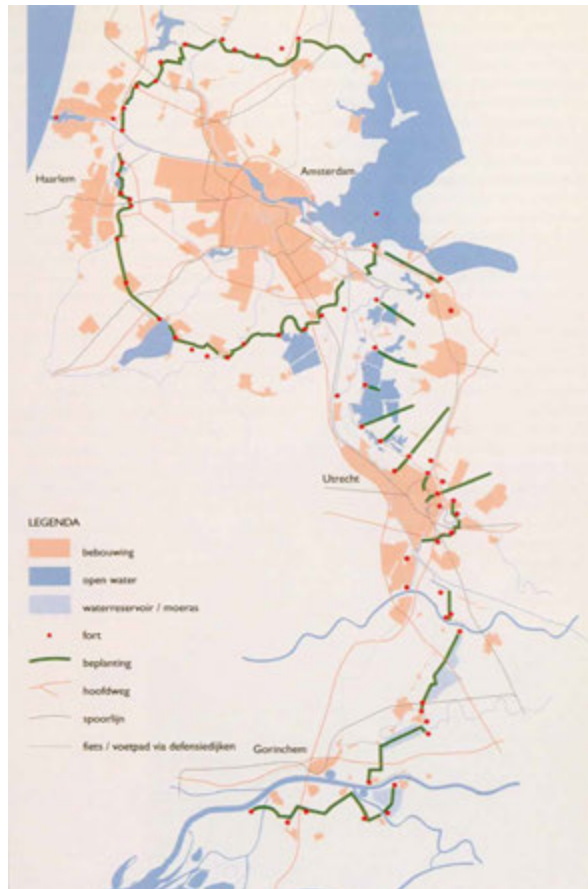 Haarlem
Amsterdam
Utrecht
LEGENDA
bebouwing
open water
waterreservoir / moeras
fort
beplanting
hoofdweg
spoorlijn
fiets / voetpad via defensiedijken
Gorinchem